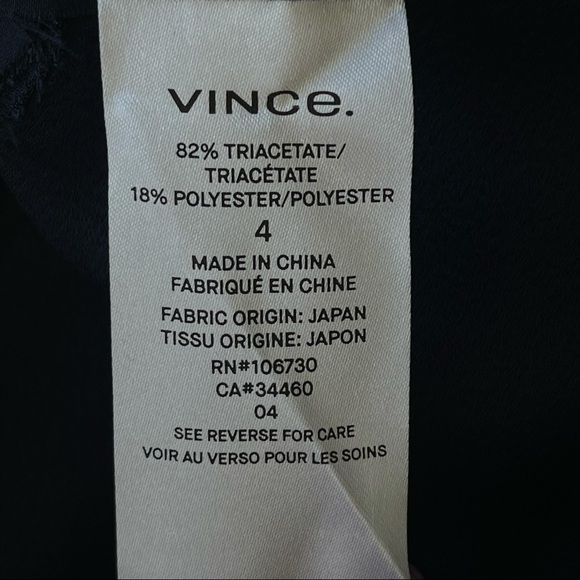 VINCe.
82% TRIACETATE/
TRIACÉTATE
18% POLYESTER/POLYESTER
4
MADE IN CHINA
FABRIQUÉ EN CHINE
FABRIC ORIGIN: JAPAN
TISSU ORIGINE: JAPON
RN#106730
CA#34460
04
SEE REVERSE FOR CARE
VOIR AU VERSO POUR LES SOINS